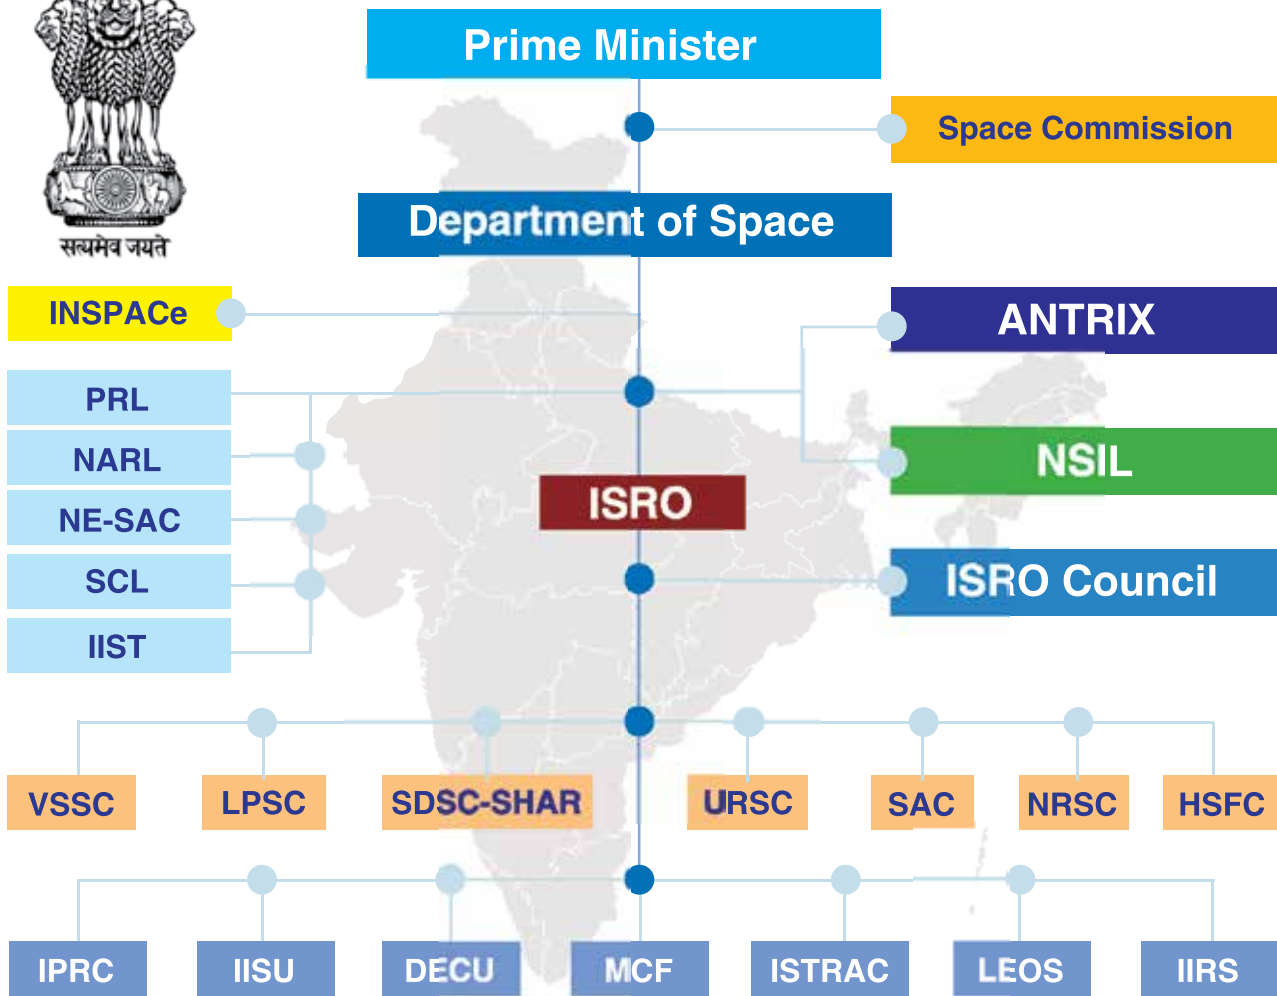 Prime Minister
Space Commission
सत्यमेव जयते
Department of Space
INSPACe
ANTRIX
PRL
NARL
NSIL
NE-SAC
ISRO
SCL
ISRO Council
IIST
VSSC
LPSC
SDSC-SHAR
URSC
SAC
NRSC
HSFC
IPRC
IISU
DECU
MCF
ISTRAC
LEOS
IIRS